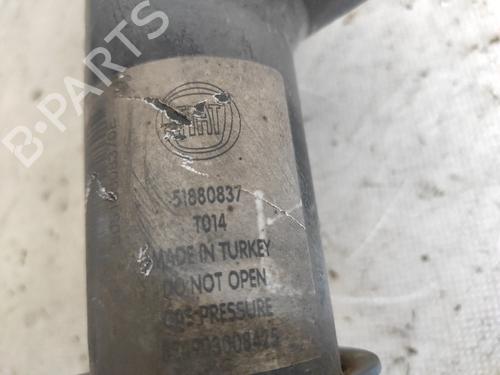 B-PARTS
FIAT
51880837
T014
MADE IN TURKEY
DO NOT OPEN
GAS PRESSURE